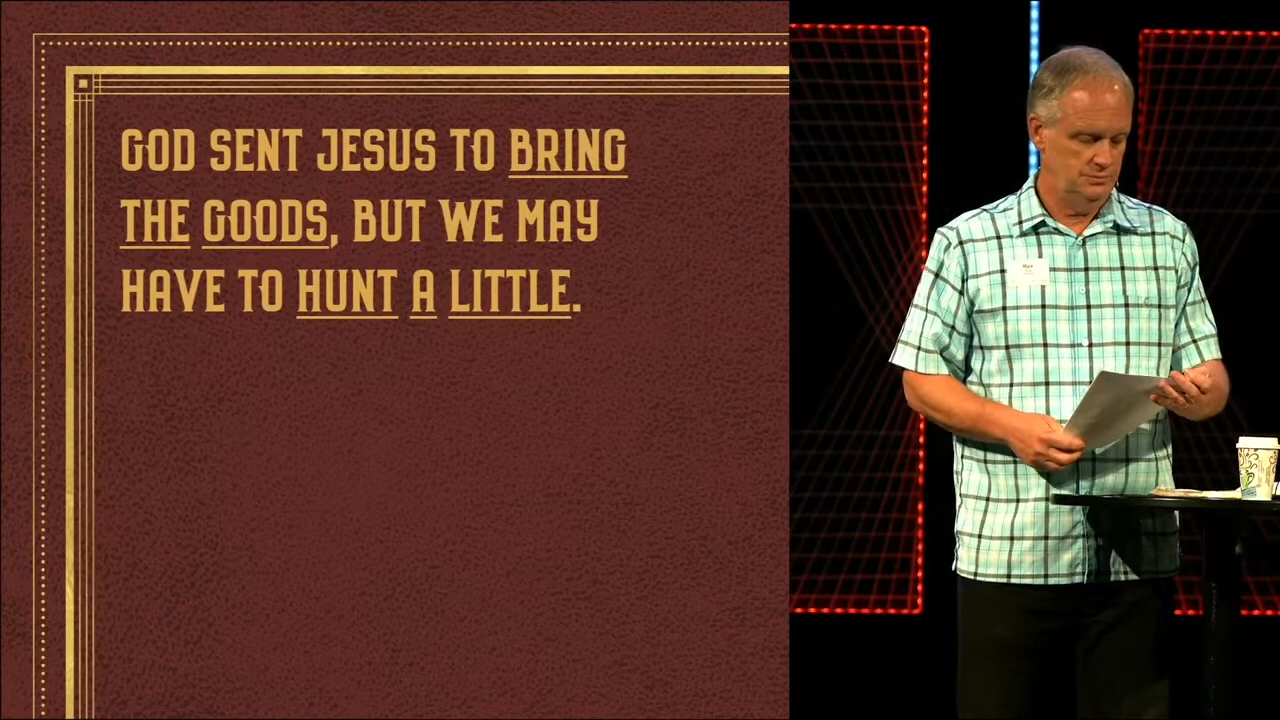 GOD SENT JESUS TO BRING
THE GOODS, BUT WE MAY
HAVE TO HUNT A LITTLE.